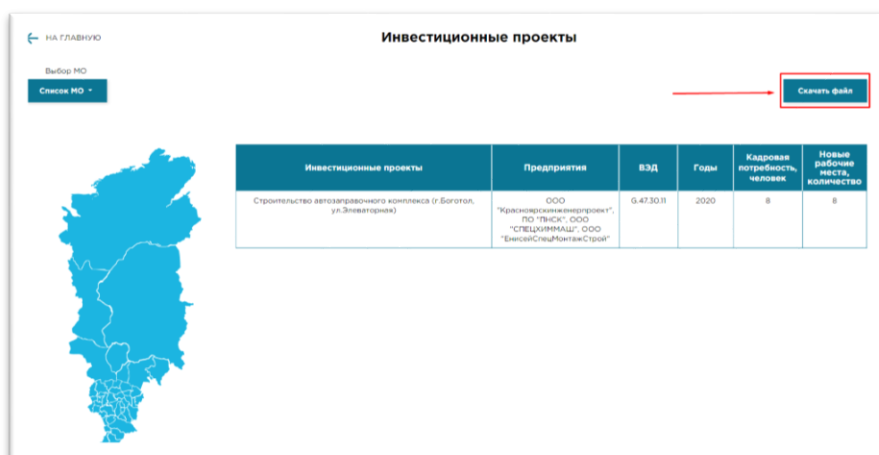 НА ГЛАВНУЮ
Инвестиционные проекты
Выбор МО
Список МО
Скачать файл
Инвестиционные проекты
Предприятия
ВЭД
Годы
Кадровая
потребность,
человек
Новые
рабочие
места,
количество
Строительство автозаправочного комплекса (г.Боготол,
ул.Элеваторная)
ООО
"Красноярскинженерпроект",
ПО "ПНСК", ООО
"СПЕЦХИММАШ", ООО
"ЕнисейСпецМонтажСтрой"
G.47.30.11
2020
8
8